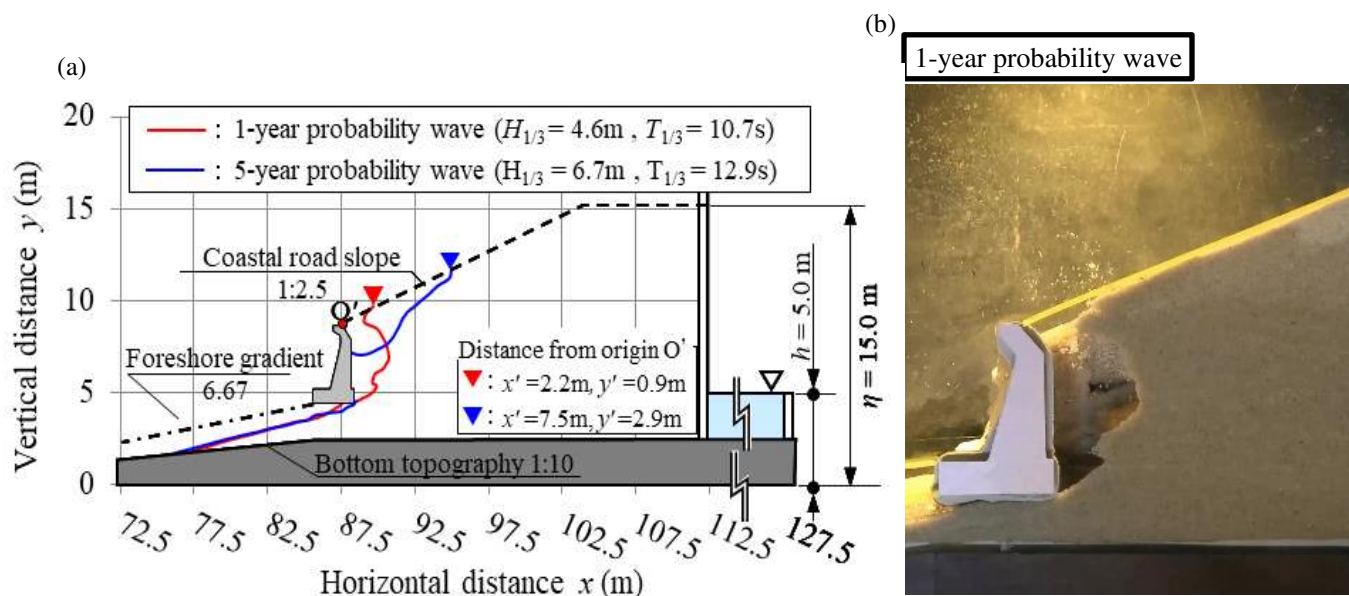 (a)
20
15
10
5
0
Vertical distance y (m)
: 1-year probability wave (H1/3 = 4.6m , T1/3 = 10.7s)
: 5-year probability wave (H1/3 = 6.7m , T1/3 = 12.9s)
Coastal road slope
1:2.5
O'
Foreshore gradient
6.67
Distance from origin O'
: x' =2.2m, y' =0.9m
: x' =7.5m, y' =2.9m
Bottom topography 1:10
h = 5.0 m
η = 15.0 m
72.5
77.5
82.5
87.5
92.5
97.5
102.5
107.5
112.5
127.5
Horizontal distance x (m)
(b)
1-year probability wave